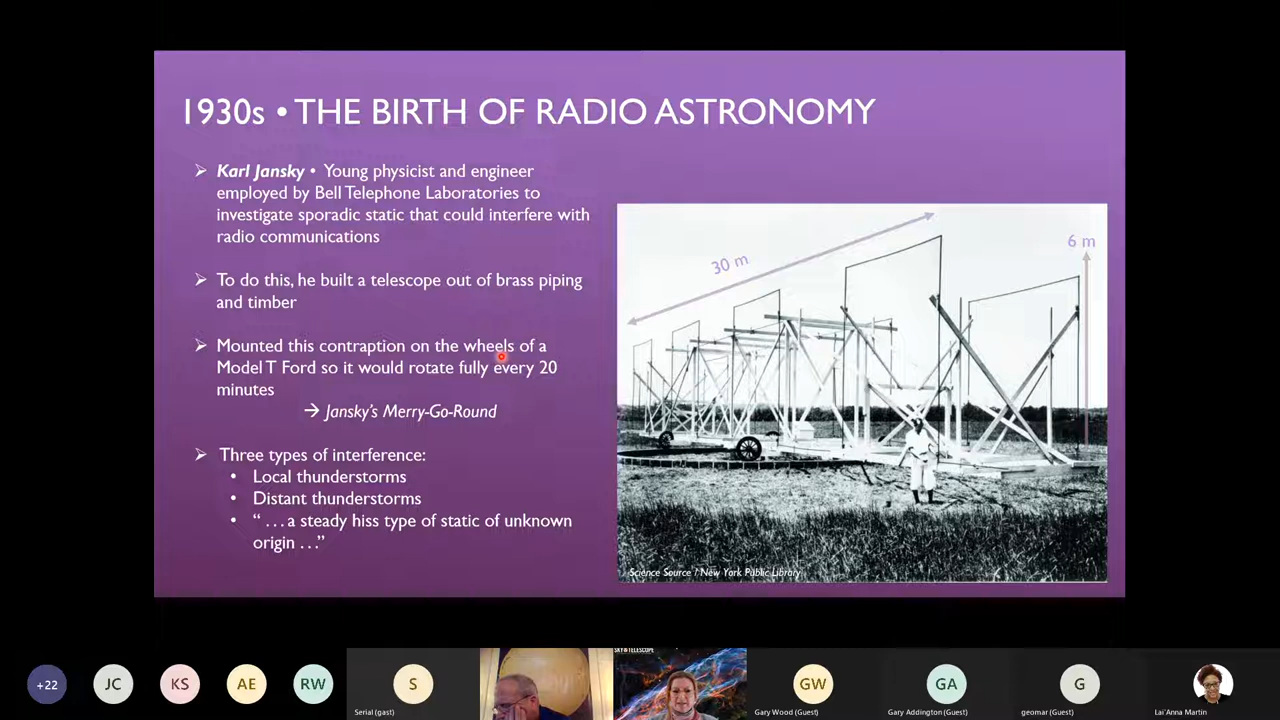 1930s • THE BIRTH OF RADIO ASTRONOMY
➢ Karl Jansky • Young physicist and engineer
employed by Bell Telephone Laboratories to
investigate sporadic static that could interfere with
radio communications
➢ To do this, he built a telescope out of brass piping
and timber
➢ Mounted this contraption on the wheels of a
Model T Ford so it would rotate fully every 20
minutes
→ Jansky's Merry-Go-Round
➢ Three types of interference:
• Local thunderstorms
• Distant thunderstorms
• “ . . . a steady hiss type of static of unknown
origin . . .”
30 m
6 m
Science Source / New York Public Library
SKY & TELESCOPE
+22
JC
KS
AE
RW
S
GW
GA
G
Serial (gast)
Gary Wood (Guest)
Gary Addington (Guest)
geomar (Guest)
Lai'Anna Martin